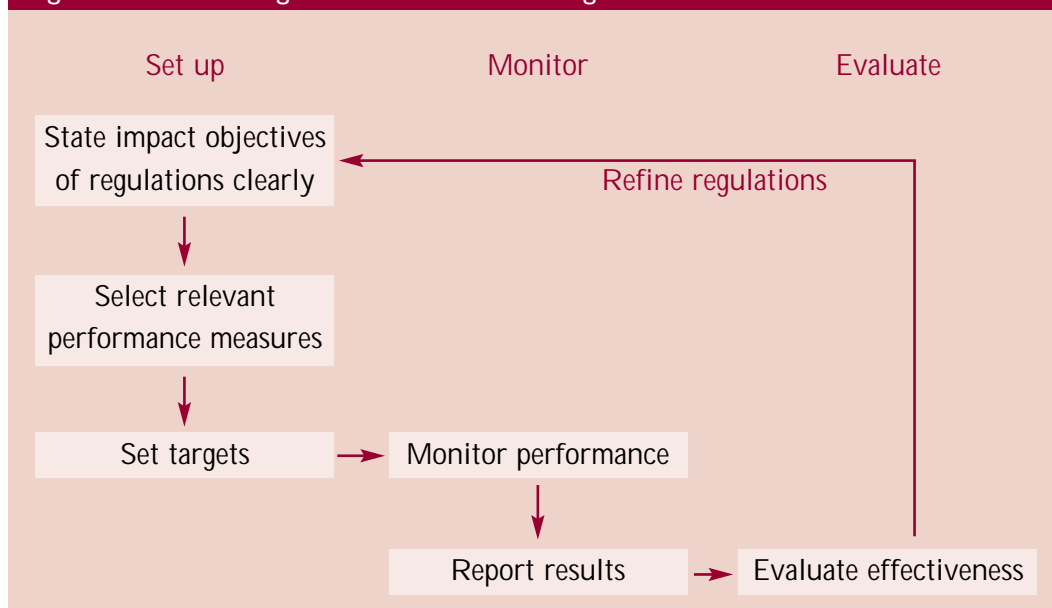 Set up
Monitor
Evaluate
State impact objectives
of regulations clearly
Refine regulations
Select relevant
performance measures
Set targets
Monitor performance
Report results
Evaluate effectiveness